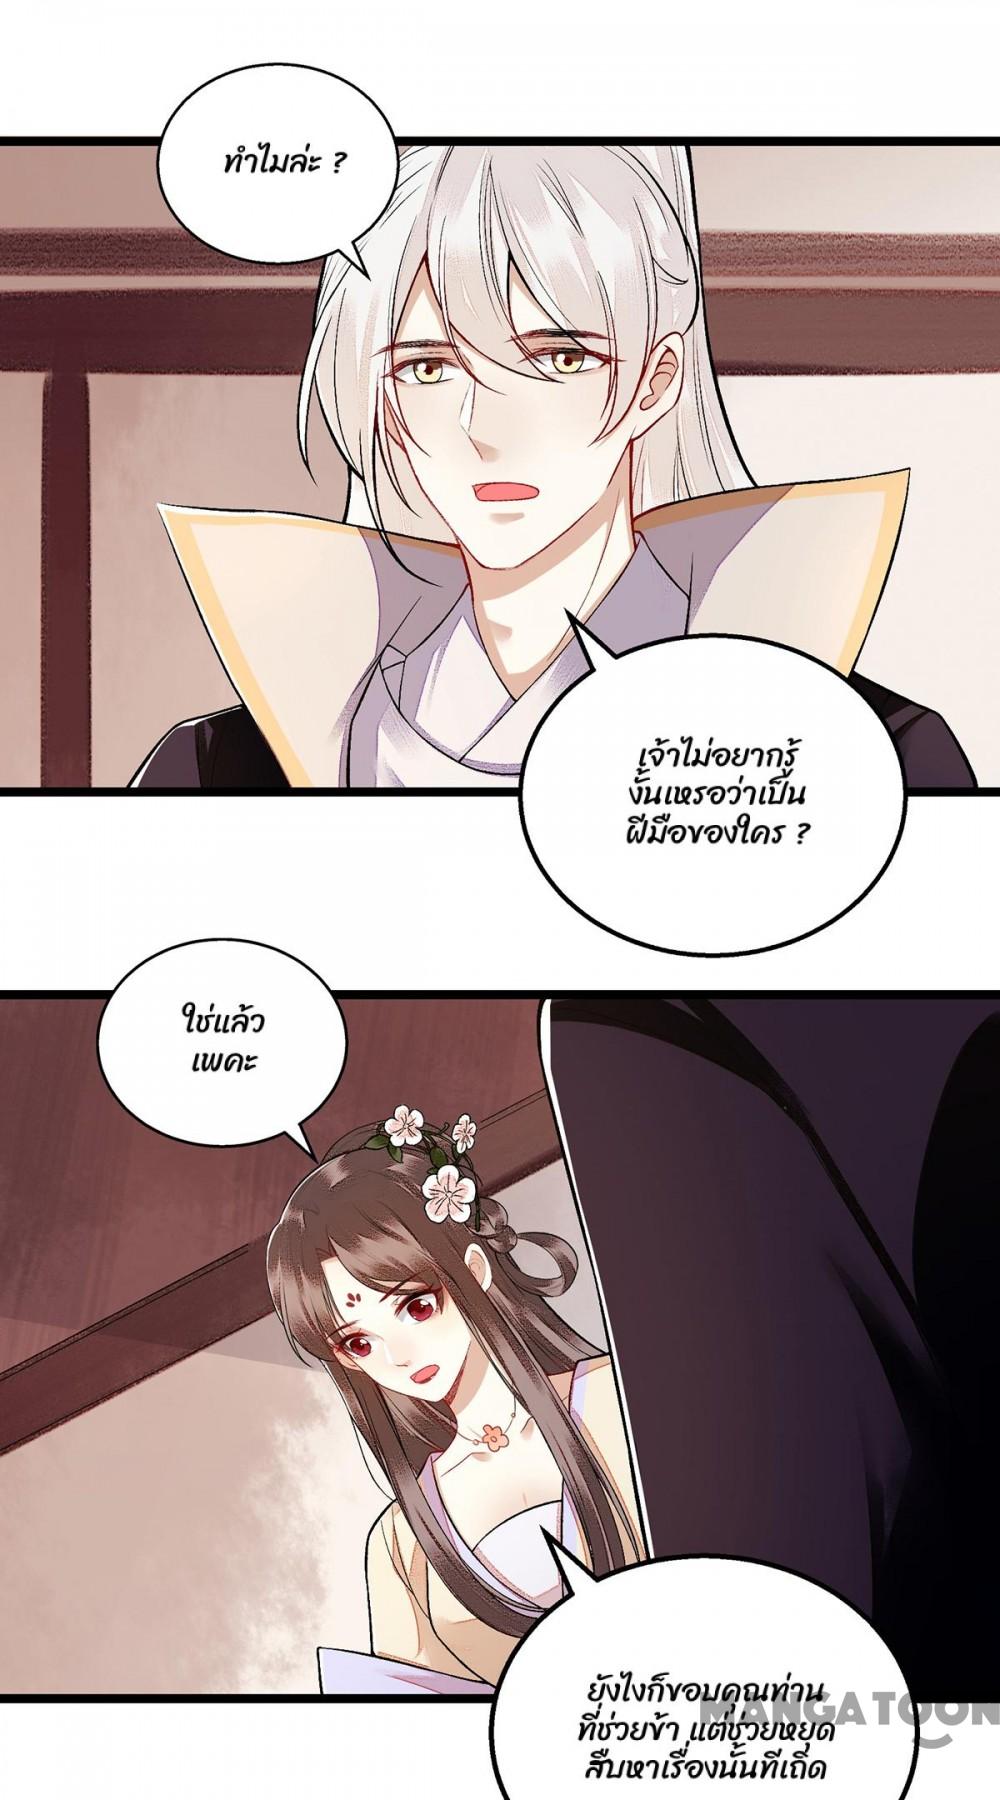 ทำไมล่ะ ?
เจ้าไม่อยากรู้
งั้นเหรอว่าเป็น
ฝีมือของใคร ?
ใช่แล้ว
เพคะ
ยังไงก็ขอบคุณท่าน
ที่ช่วยข้า แต่ช่วยหยุด
สืบหาเรื่องนั้นทีเถิด
MANGATOON